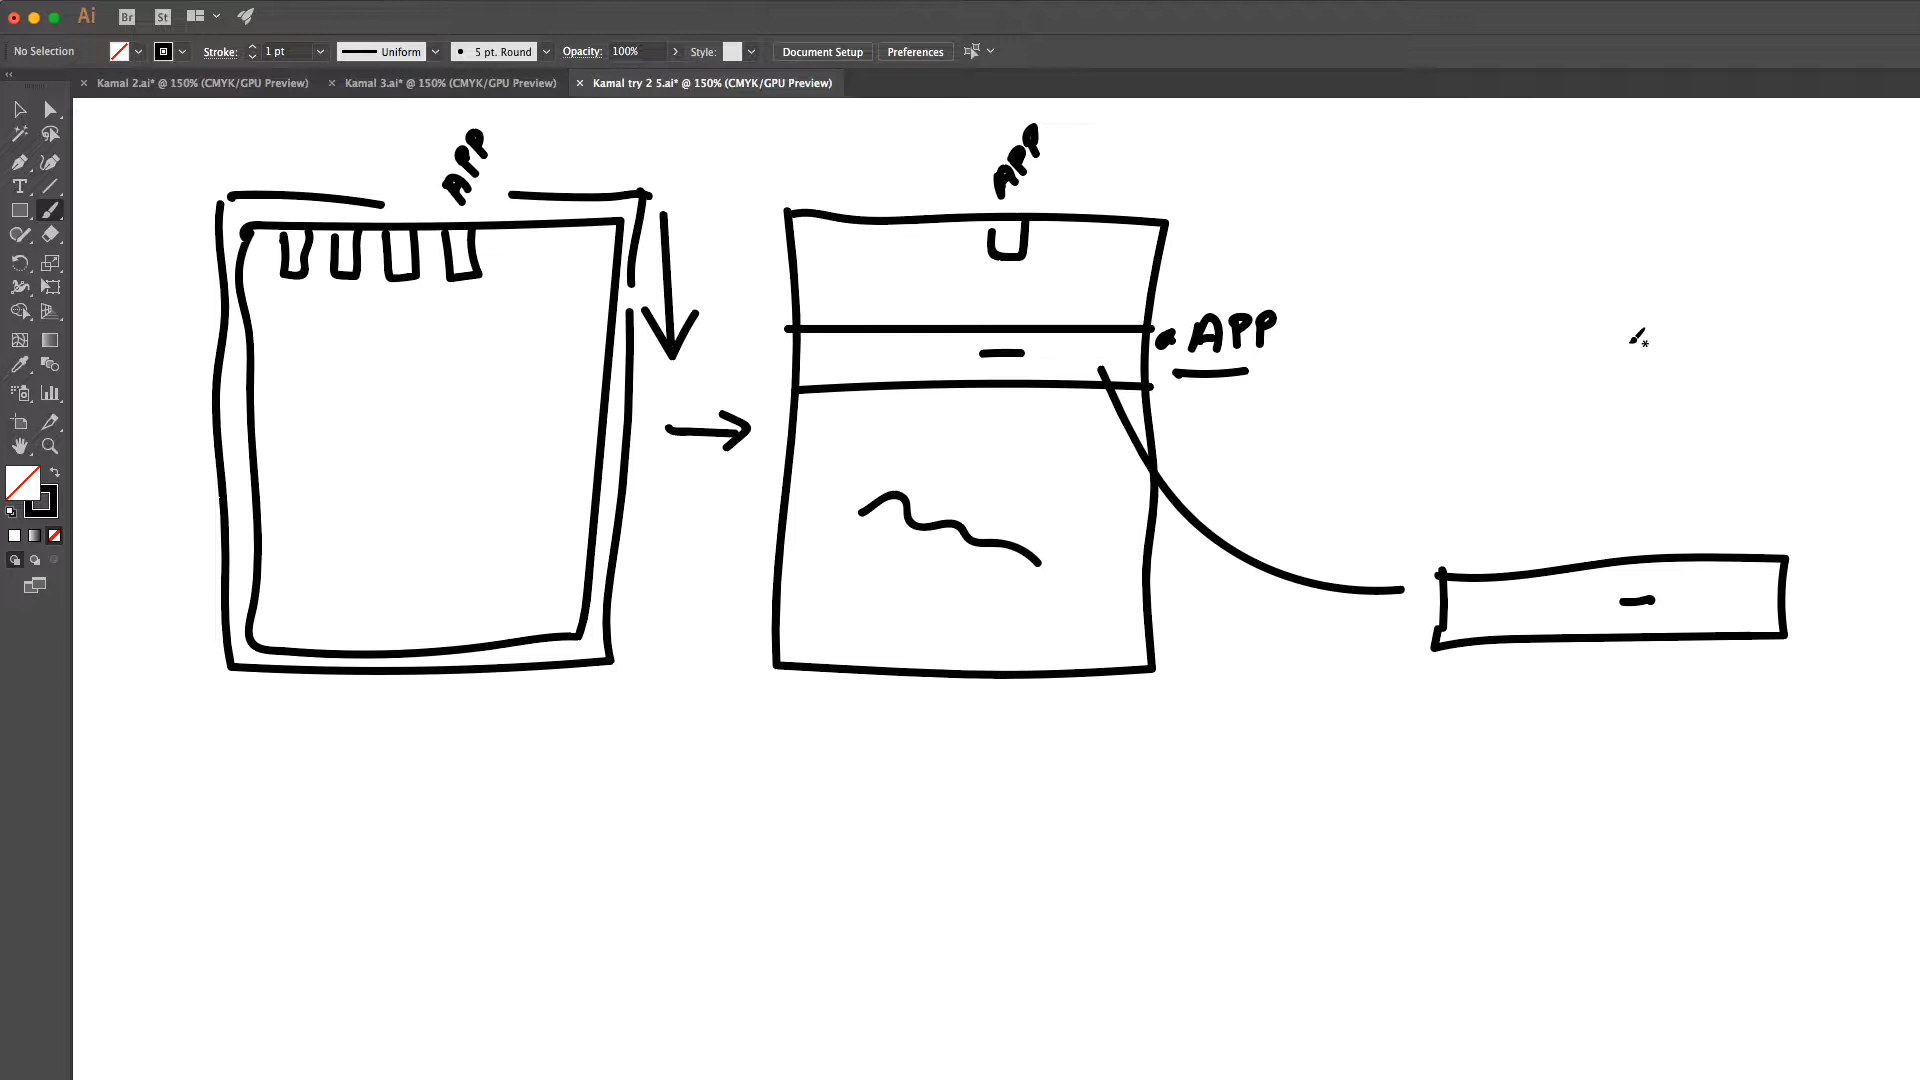 Ai Br St
No Selection Stroke: 1 pt Uniform 5 pt. Round Opacity: 100% Style: Document Setup Preferences
Kamal 2.ai* @ 150% (CMYK/GPU Preview) Kamal 3.ai* @ 150% (CMYK/GPU Preview) Kamal try 2 5.ai* @ 150% (CMYK/GPU Preview)
APP
APP
APP